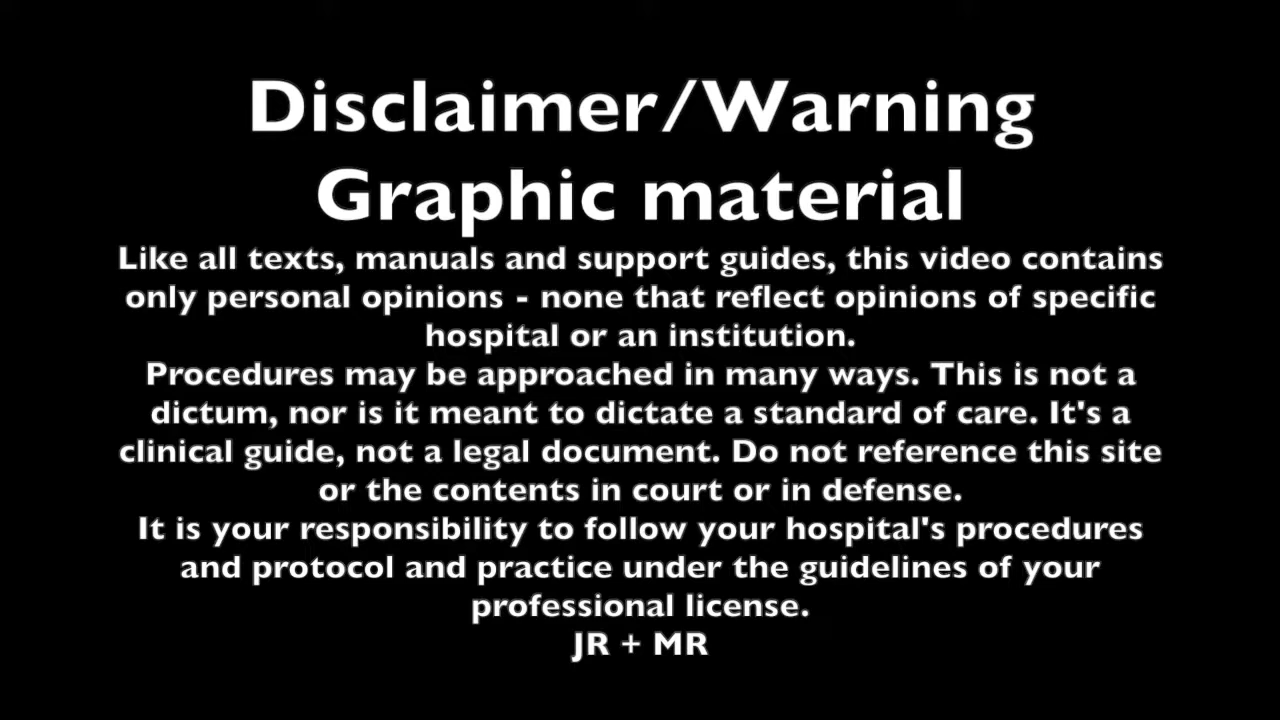 Disclaimer/Warning
Graphic material
Like all texts, manuals and support guides, this video contains
only personal opinions - none that reflect opinions of specific
hospital or an institution.
Procedures may be approached in many ways. This is not a
dictum, nor is it meant to dictate a standard of care. It's a
clinical guide, not a legal document. Do not reference this site
or the contents in court or in defense.
It is your responsibility to follow your hospital's procedures
and protocol and practice under the guidelines of your
professional license.
JR + MR